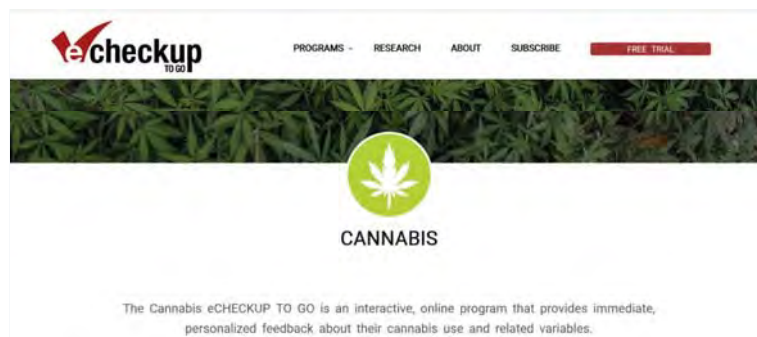 echeckup
TO GO
PROGRAMS RESEARCH ABOUT SUBSCRIBE FREE TRIAL
CANNABIS
The Cannabis eCHECKUP TO GO is an interactive, online program that provides immediate,
personalized feedback about their cannabis use and related variables.